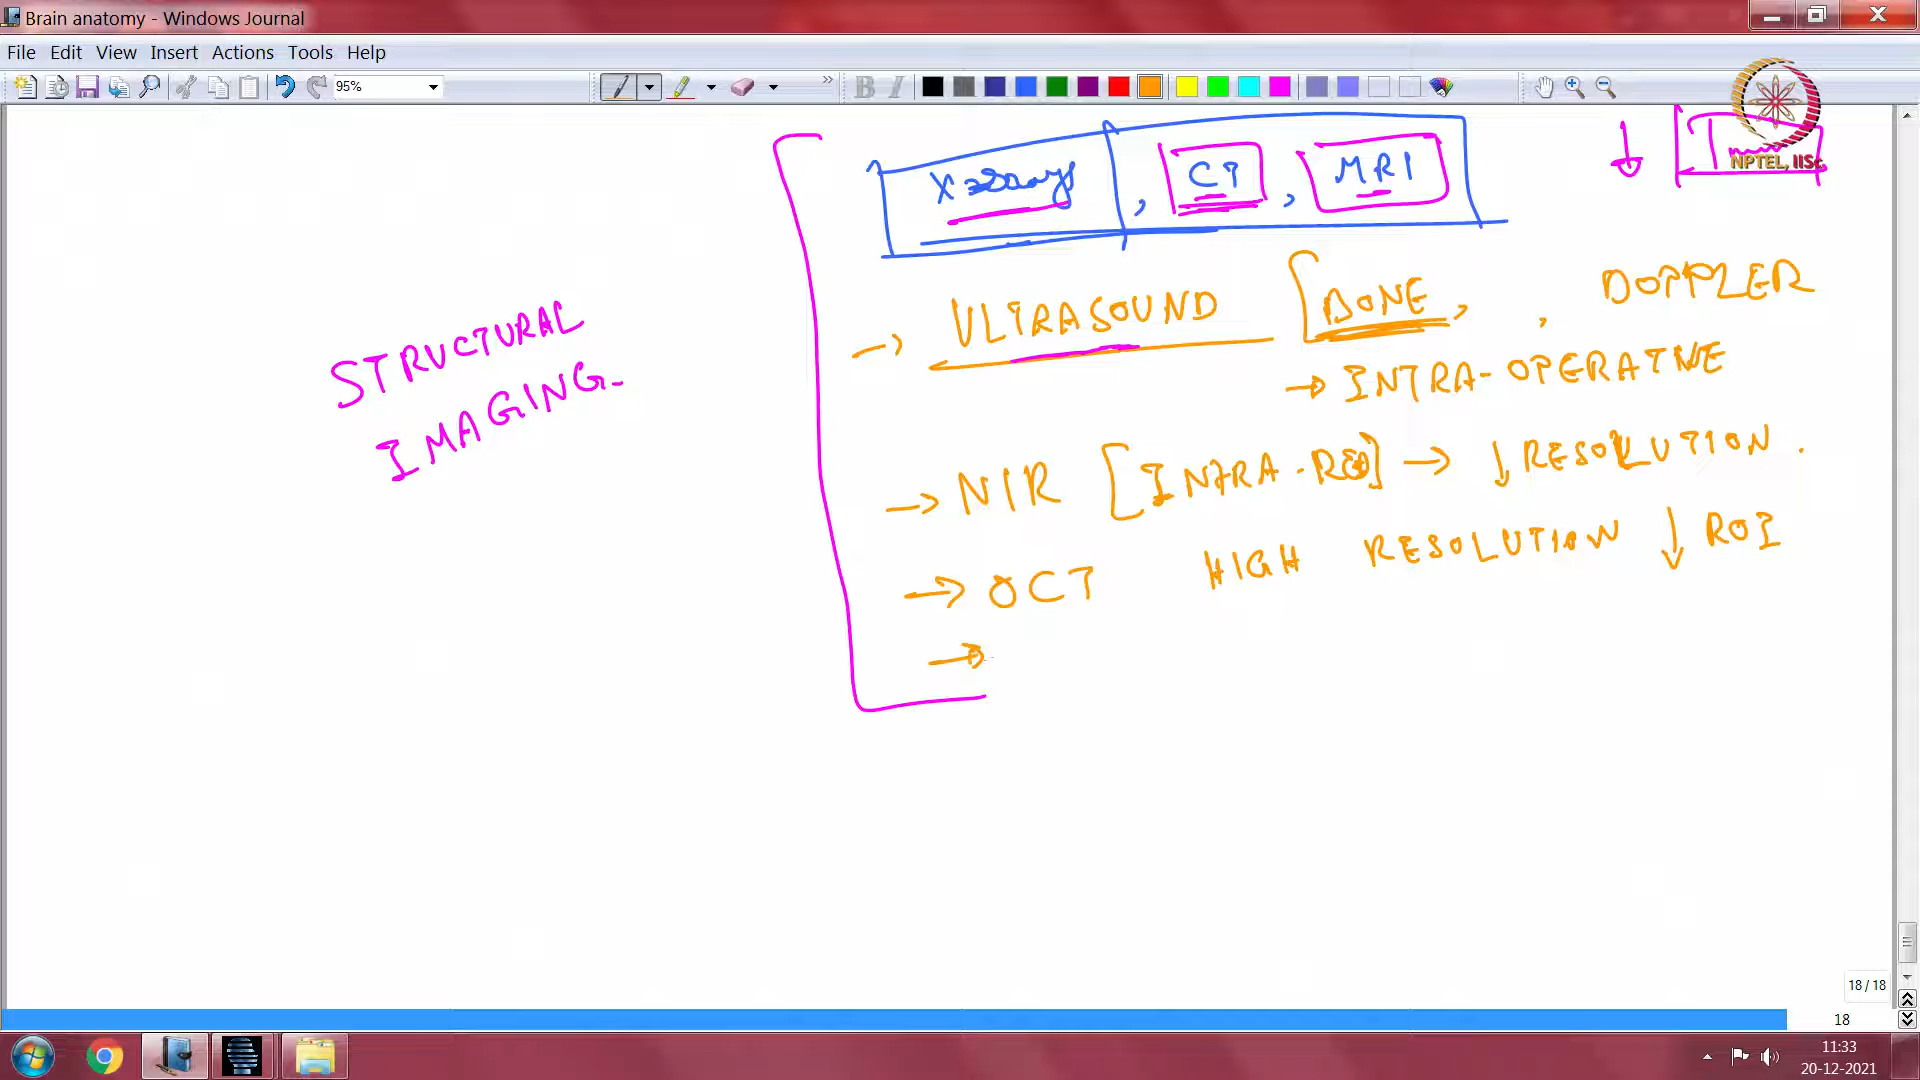 Brain anatomy - Windows Journal
File Edit View Insert Actions Tools Help
95%
B I
NPTEL, IISc
X-rays, CT, MRI
→ ULTRASOUND [BONE, , DOPPLER
→ INTRA-OPERATIVE
STRUCTURAL
IMAGING
→ NIR [INFRA-RED] → ↓ RESOLUTION.
→ OCT HIGH RESOLUTION ↓ ROI
→
18 / 18
18
11:33
20-12-2021